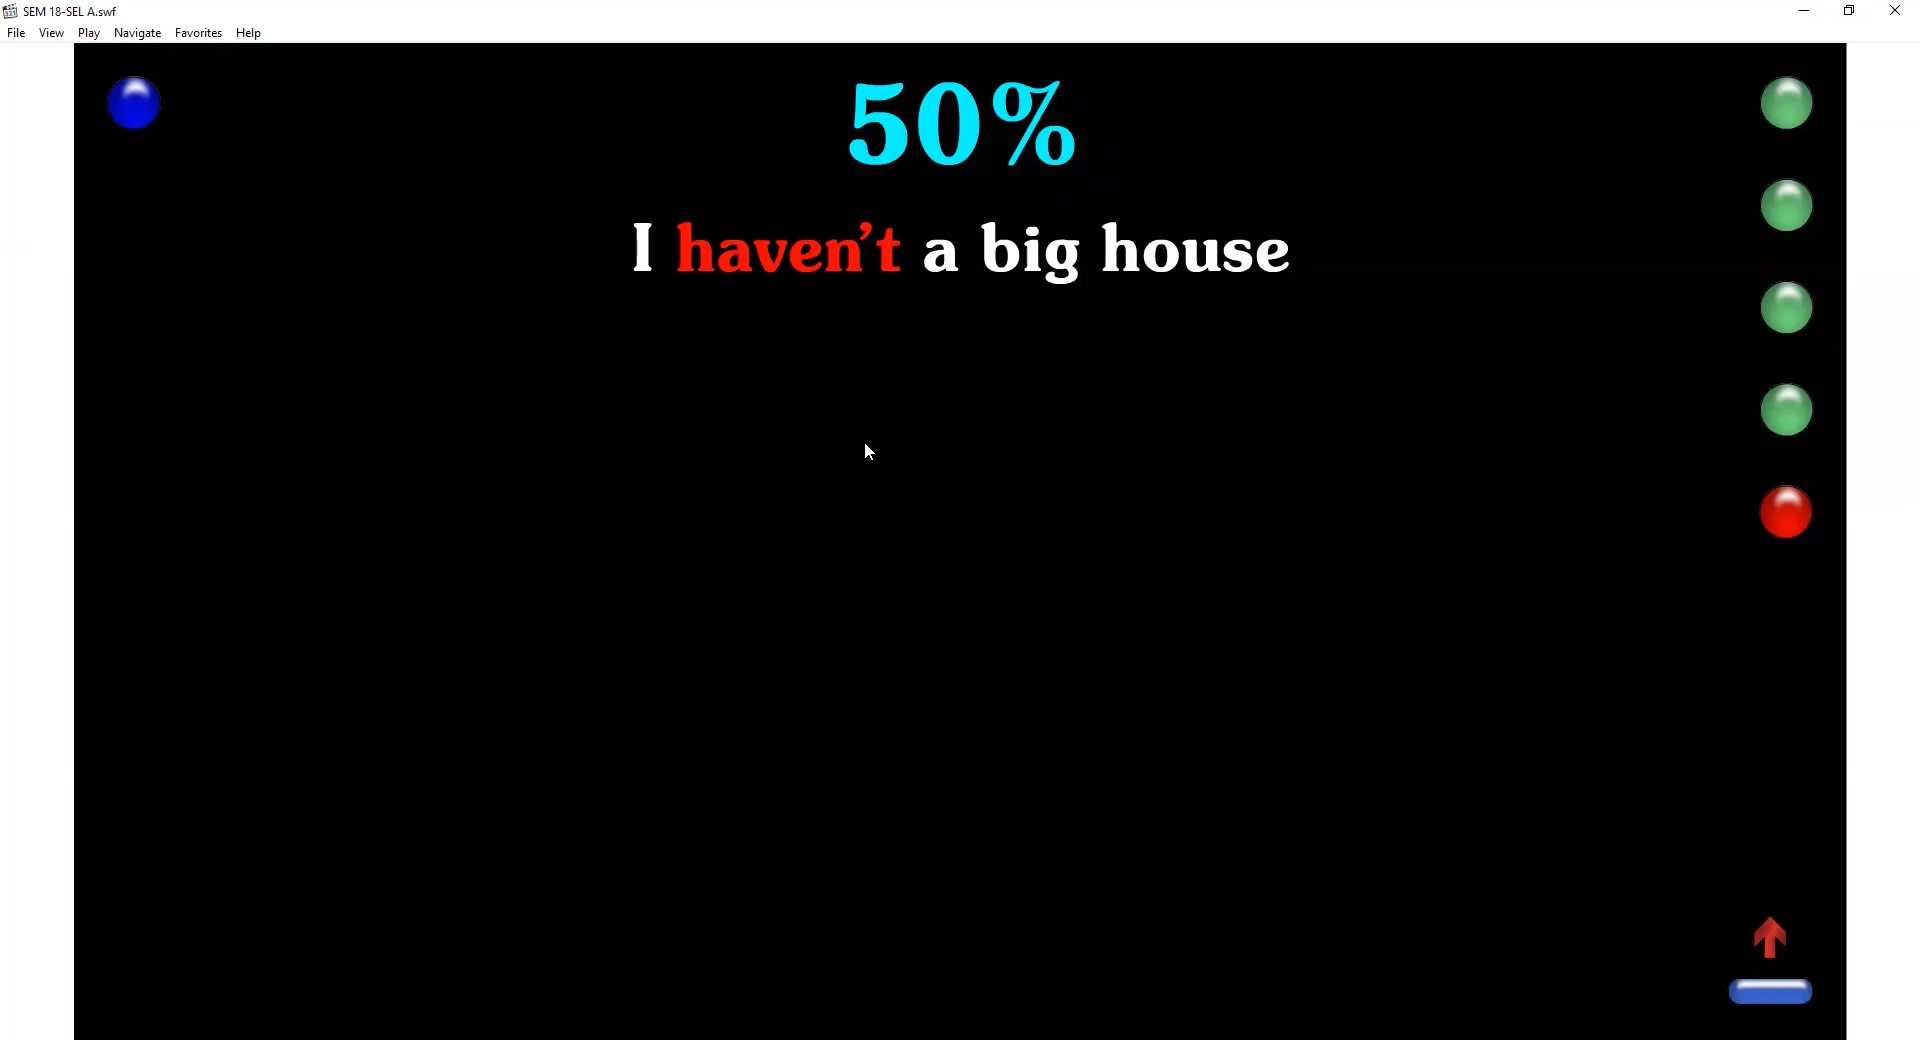 SEM 18-SEL A.swf
File View Play Navigate Favorites Help
50%
I haven’t a big house